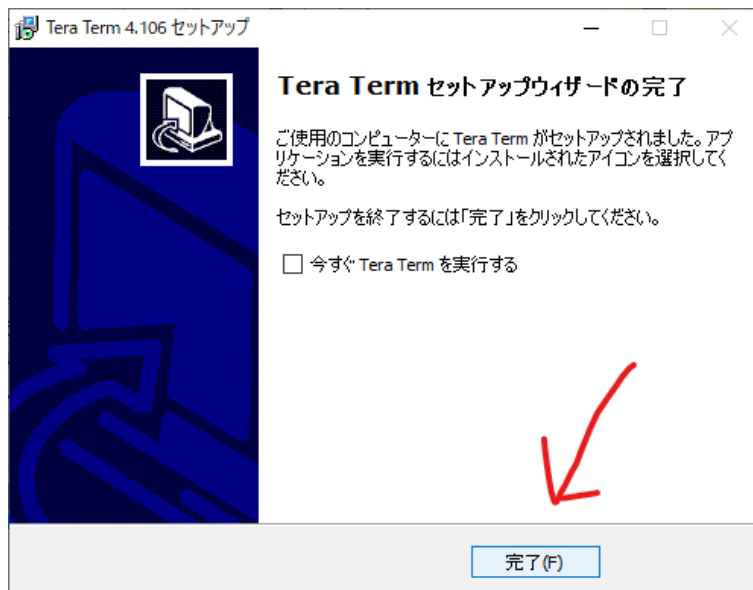 Tera Term 4.106 セットアップ
Tera Term セットアップウィザードの完了
ご使用のコンピューターに Tera Term がセットアップされました。アプ
リケーションを実行するにはインストールされたアイコンを選択してく
ださい。
セットアップを終了するには「完了」をクリックしてください。
今すぐ Tera Term を実行する
完了(F)